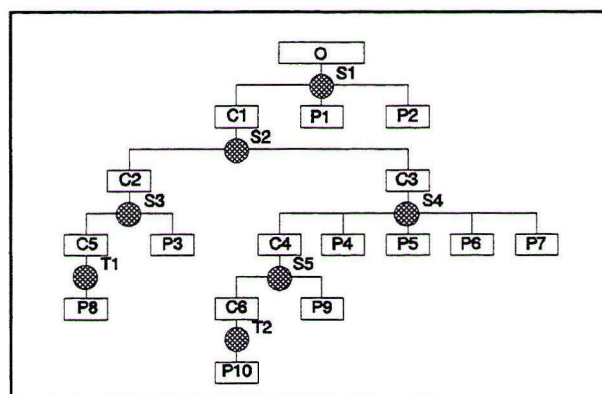 O
S1
C1 P1 P2
S2
C2 C3
S3 S4
C5 P3 C4 P4 P5 P6 P7
T1 S5
P8 C6 P9
T2
P10